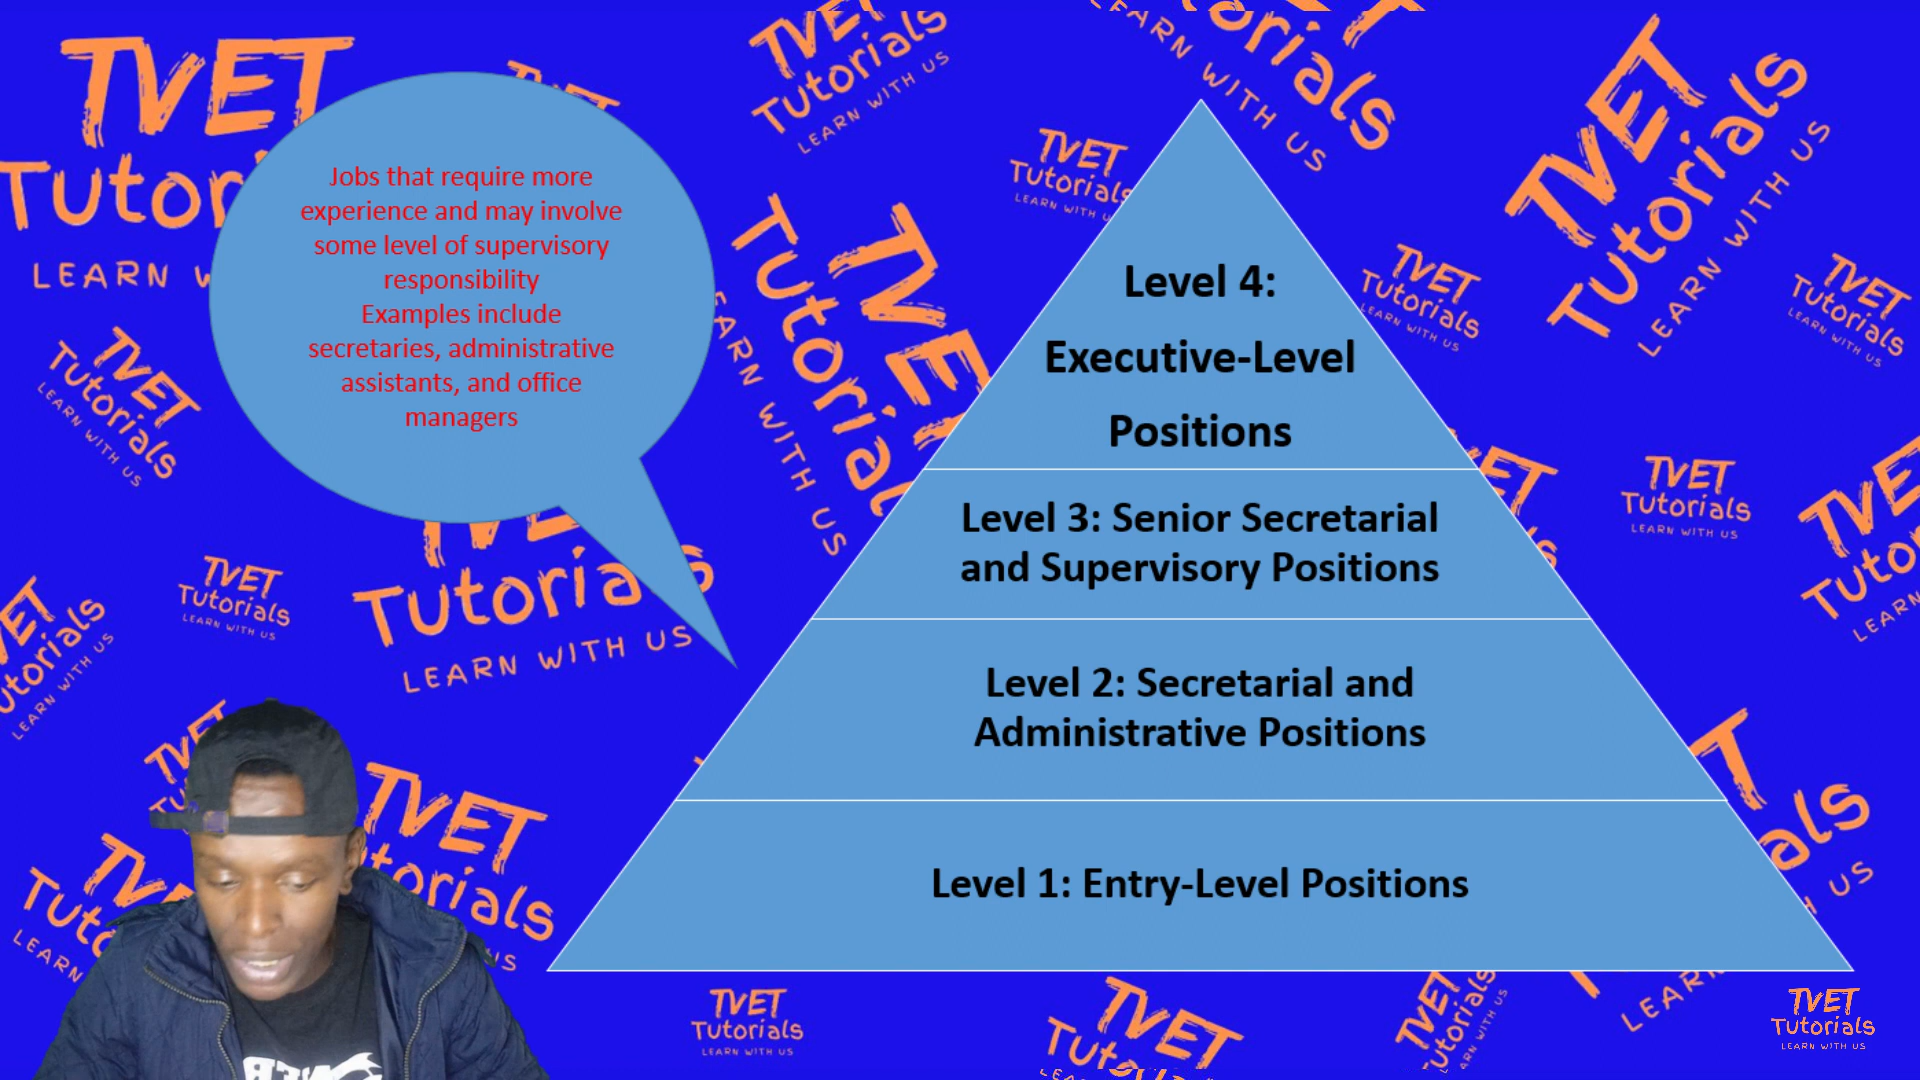 Jobs that require more
experience and may involve
some level of supervisory
responsibility
Examples include
secretaries, administrative
assistants, and office
managers
Level 4:
Executive-Level
Positions
Level 3: Senior Secretarial
and Supervisory Positions
Level 2: Secretarial and
Administrative Positions
Level 1: Entry-Level Positions
TVET
Tutorials
LEARN WITH US